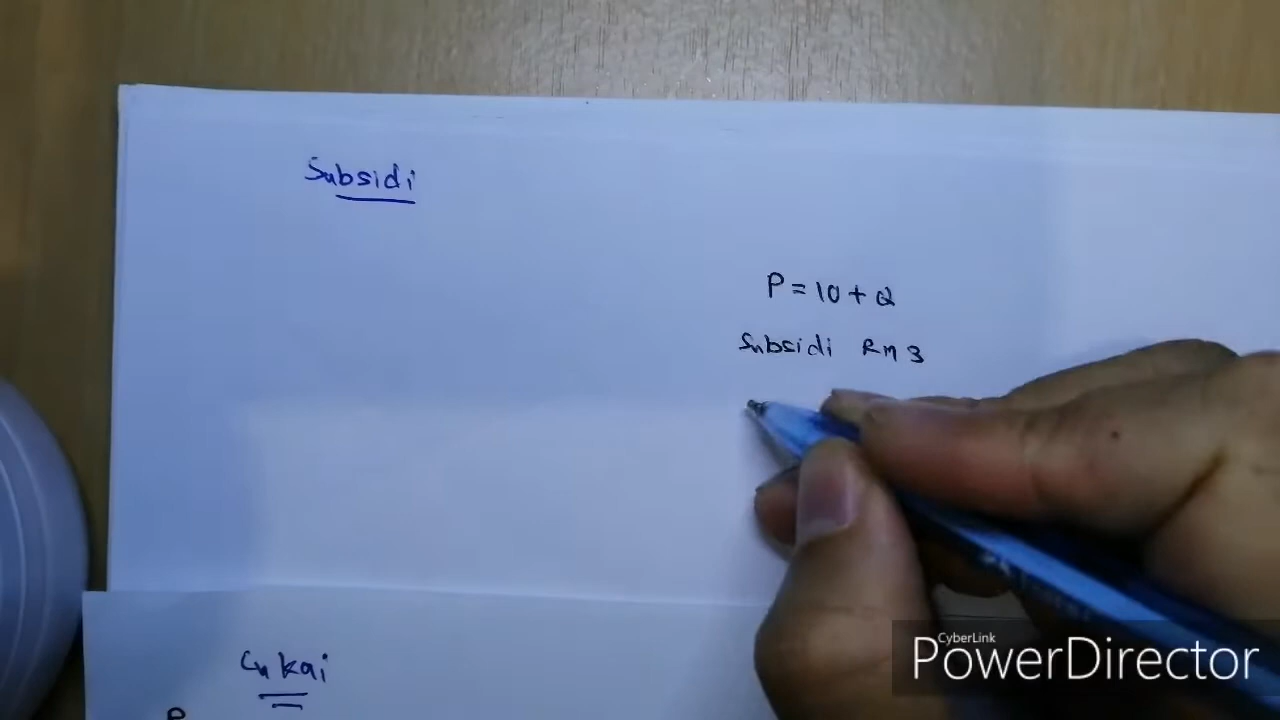 Subsidi
P = 10 + Q
Subsidi RM 3
Cukai
P
CyberLink
PowerDirector